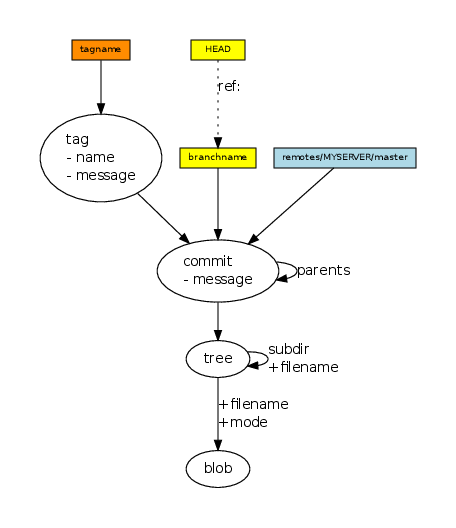 tagname
HEAD
ref:
tag
- name
- message
branchname
remotes/MYSERVER/master
commit
- message
parents
tree
subdir
+filename
+filename
+mode
blob